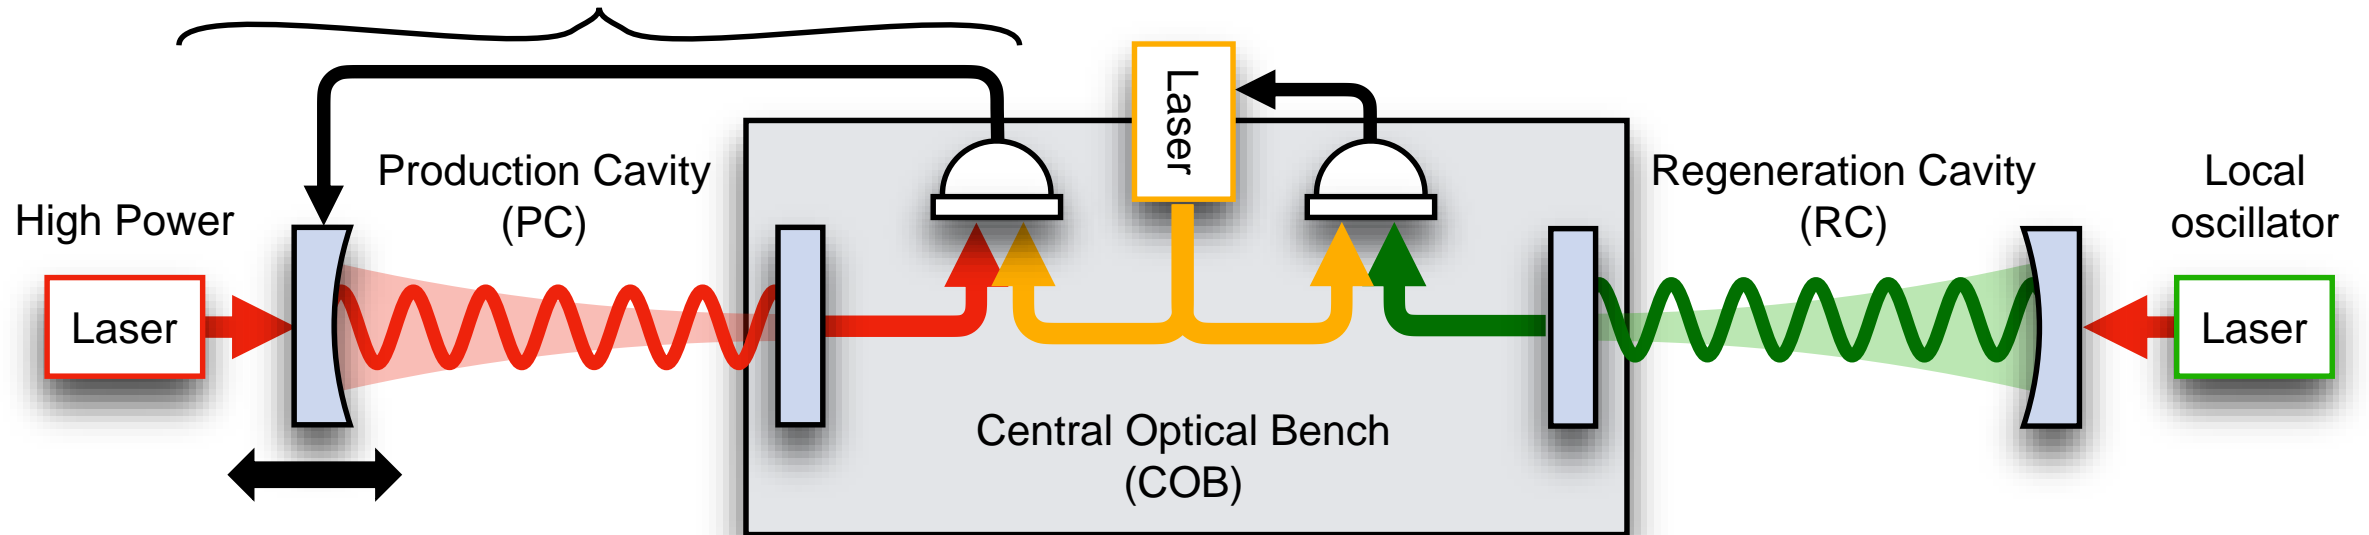 High Power
Laser
Production Cavity
(PC)
Laser
Central Optical Bench
(COB)
Regeneration Cavity
(RC)
Local
oscillator
Laser